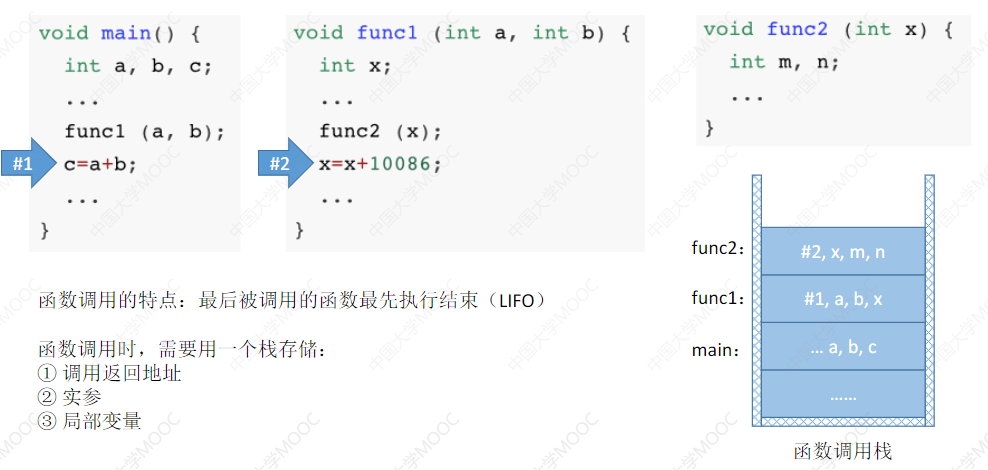 void main() {
int a, b, c;
...
func1 (a, b);
#1
c=a+b;
...
}
void func1 (int a, int b) {
int x;
...
func2 (x);
#2
x=x+10086;
...
}
void func2 (int x) {
int m, n;
...
}
函数调用的特点：最后被调用的函数最先执行结束（LIFO）
函数调用时，需要用一个栈存储：
① 调用返回地址
② 实参
③ 局部变量
func2：
#2, x, m, n
func1：
#1, a, b, x
main：
... a, b, c
……
函数调用栈
中国大学MOOC